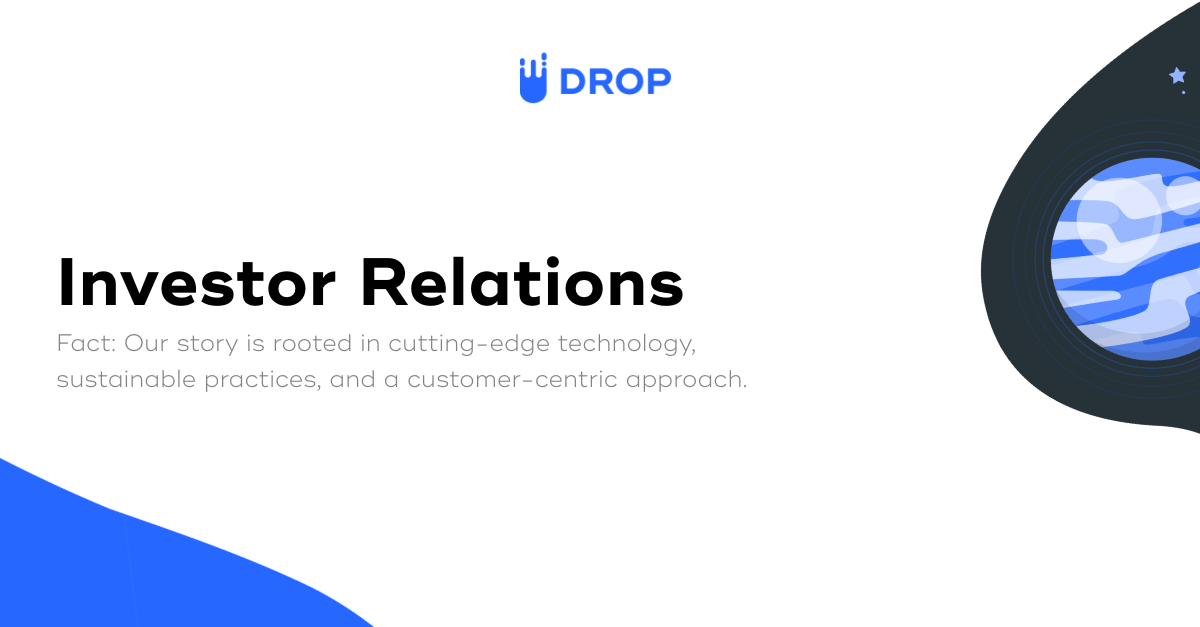 DROP
Investor Relations
Fact: Our story is rooted in cutting-edge technology,
sustainable practices, and a customer-centric approach.